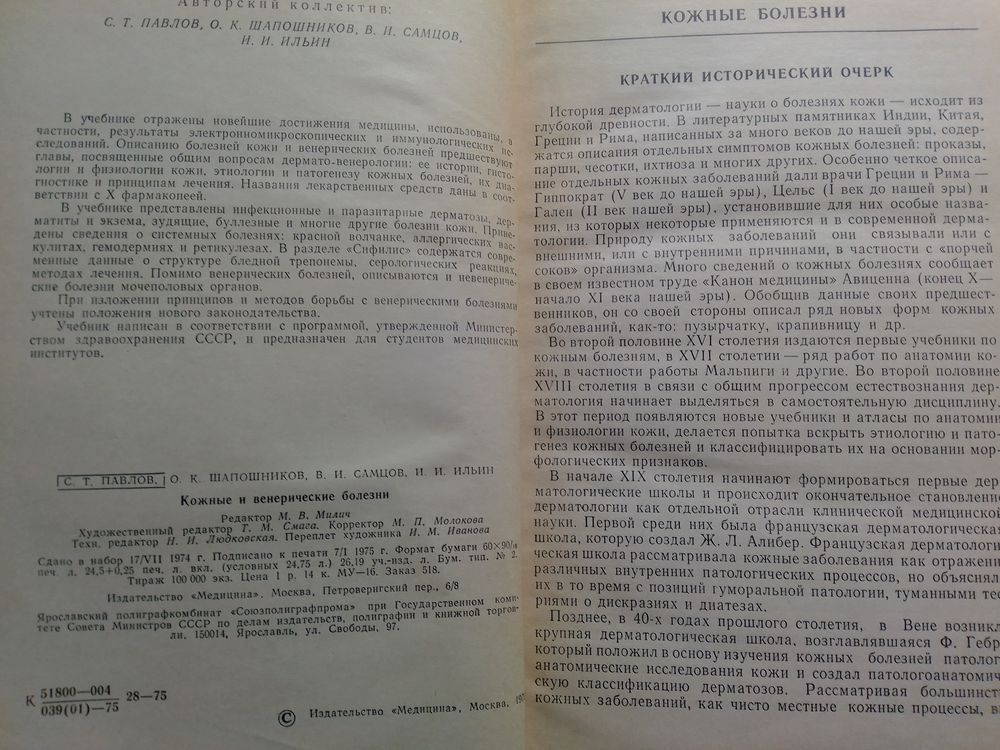 Авторский коллектив:
С. Т. ПАВЛОВ, О. К. ШАПОШНИКОВ, В. И. САМЦОВ,
И. И. ИЛЬИН
В учебнике отражены новейшие достижения медицины, использованы, в
частности, результаты электронномикроскопических и иммунологических ис-
следований. Описанию болезней кожи и венерических болезней предшествуют
главы, посвященные общим вопросам дермато-венерологии: ее истории, гисто-
логии и физиологии кожи, этиологии и патогенезу кожных болезней, их диа-
гностике и принципам лечения. Названия лекарственных средств даны в соот-
ветствии с X фармакопеей.
В учебнике представлены инфекционные и паразитарные дерматозы, дер-
матиты и экзема, зудящие, буллезные и многие другие болезни кожи. Приве-
дены сведения о системных болезнях: красной волчанке, аллергических вас-
кулитах, гемодермиях и ретикулезах. В разделе «Сифилис» содержатся совре-
менные данные о структуре бледной трепонемы, серологических реакциях,
методах лечения. Помимо венерических болезней, описываются и невенериче-
ские болезни мочеполовых органов.
При изложении принципов и методов борьбы с венерическими болезнями
учтены положения нового законодательства.
Учебник написан в соответствии с программой, утвержденной Министер-
ством здравоохранения СССР, и предназначен для студентов медицинских
институтов.
С. Т. ПАВЛОВ, О. К. ШАПОШНИКОВ, В. И. САМЦОВ, И. И. ИЛЬИН
Кожные и венерические болезни
Редактор М. В. Милич
Художественный редактор Т. М. Смага. Корректор М. П. Молокова
Техн. редактор Н. И. Людковская. Переплет художника И. М. Иванова
Сдано в набор 17/VII 1974 г. Подписано к печати 7/I 1975 г. Формат бумаги 60×90/
печ. л. 24,5+0,25 печ. л. вкл. (условных 24,75 л.) 26,19 уч.-изд. л. Бум. тип. № 2.
Тираж 100 000 экз. Цена 1 р. 14 к. МУ—16. Заказ 518.
Издательство «Медицина». Москва, Петроверигский пер., 6/8
Ярославский полиграфкомбинат «Союзполиграфпрома» при Государственном коми-
тете Совета Министров СССР по делам издательств, полиграфии и книжной торгов-
ли. 150014, Ярославль, ул. Свободы, 97.
К 51800—004
039(01)—75 28—75
© Издательство «Медицина», Москва, 197
КОЖНЫЕ БОЛЕЗНИ
КРАТКИЙ ИСТОРИЧЕСКИЙ ОЧЕРК
История дерматологии — науки о болезнях кожи — исходит из
глубокой древности. В литературных памятниках Индии, Китая,
Греции и Рима, написанных за много веков до нашей эры, содер-
жатся описания отдельных симптомов кожных болезней: проказы,
парши, чесотки, ихтиоза и многих других. Особенно четкое описа-
ние отдельных кожных заболеваний дали врачи Греции и Рима —
Гиппократ (V век до нашей эры), Цельс (I век до нашей эры) и
Гален (II век нашей эры), установившие для них особые назва-
ния, из которых некоторые применяются и в современной дерма-
тологии. Природу кожных заболеваний они связывали или с
внешними, или с внутренними причинами, в частности с «порчей
соков» организма. Много сведений о кожных болезнях сообщает
в своем известном труде «Канон медицины» Авиценна (конец X—
начало XI века нашей эры). Обобщив данные своих предшест-
венников, он со своей стороны описал ряд новых форм кожных
заболеваний, как-то: пузырчатку, крапивницу и др.
Во второй половине XVI столетия издаются первые учебники по
кожным болезням, в XVII столетии — ряд работ по анатомии ко-
жи, в частности работы Мальпиги и другие. Во второй половине
XVIII столетия в связи с общим прогрессом естествознания дер-
матология начинает выделяться в самостоятельную дисциплину.
В этот период появляются новые учебники и атласы по анатомии
и физиологии кожи, делается попытка вскрыть этиологию и пато-
генез кожных болезней и классифицировать их на основании мор-
фологических признаков.
В начале XIX столетия начинают формироваться первые дер
матологические школы и происходит окончательное становление
дерматологии как отдельной отрасли клинической медицинской
науки. Первой среди них была французская дерматологическая
школа, которую создал Ж. Л. Алибер. Французская дерматологи
ческая школа рассматривала кожные заболевания как отражени
различных внутренних патологических процессов, но объяснял
их в то время с позиций гуморальной патологии, туманными тео
риями о дискразиях и диатезах.
Позднее, в 40-х годах прошлого столетия, в Вене возникл
крупная дерматологическая школа, возглавлявшаяся Ф. Гебр
который положил в основу изучения кожных болезней патолог
анатомические исследования кожи и создал патологоанатомиче
скую классификацию дерматозов. Рассматривая большинст
кожных заболеваний, как чисто местные кожные процессы, в